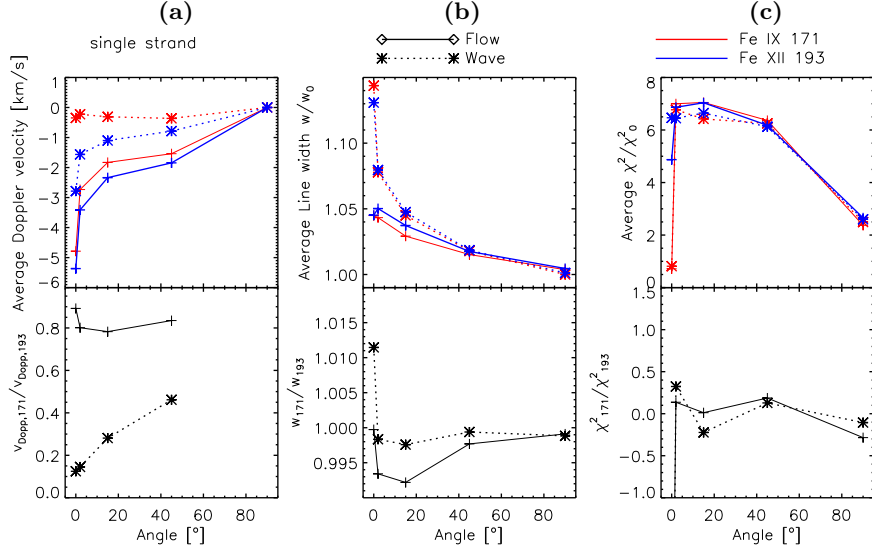 (a)
(b)
(c)
single strand
Flow
Wave
Fe IX 171
Fe XII 193
Average Doppler velocity [km/s]
1
0
−1
−2
−3
−4
−5
−6
Average Line width w/w₀
1.10
1.05
1.00
Average χ²/χ²₀
8
6
4
2
0
v_Dopp,171/v_Dopp,193
0.8
0.6
0.4
0.2
0.0
w₁₇₁/w₁₉₃
1.015
1.010
1.005
1.000
0.995
χ²₁₇₁/χ²₁₉₃
1.5
1.0
0.5
0.0
−0.5
−1.0
0 20 40 60 80
Angle [°]
0 20 40 60 80
Angle [°]
0 20 40 60 80
Angle [°]